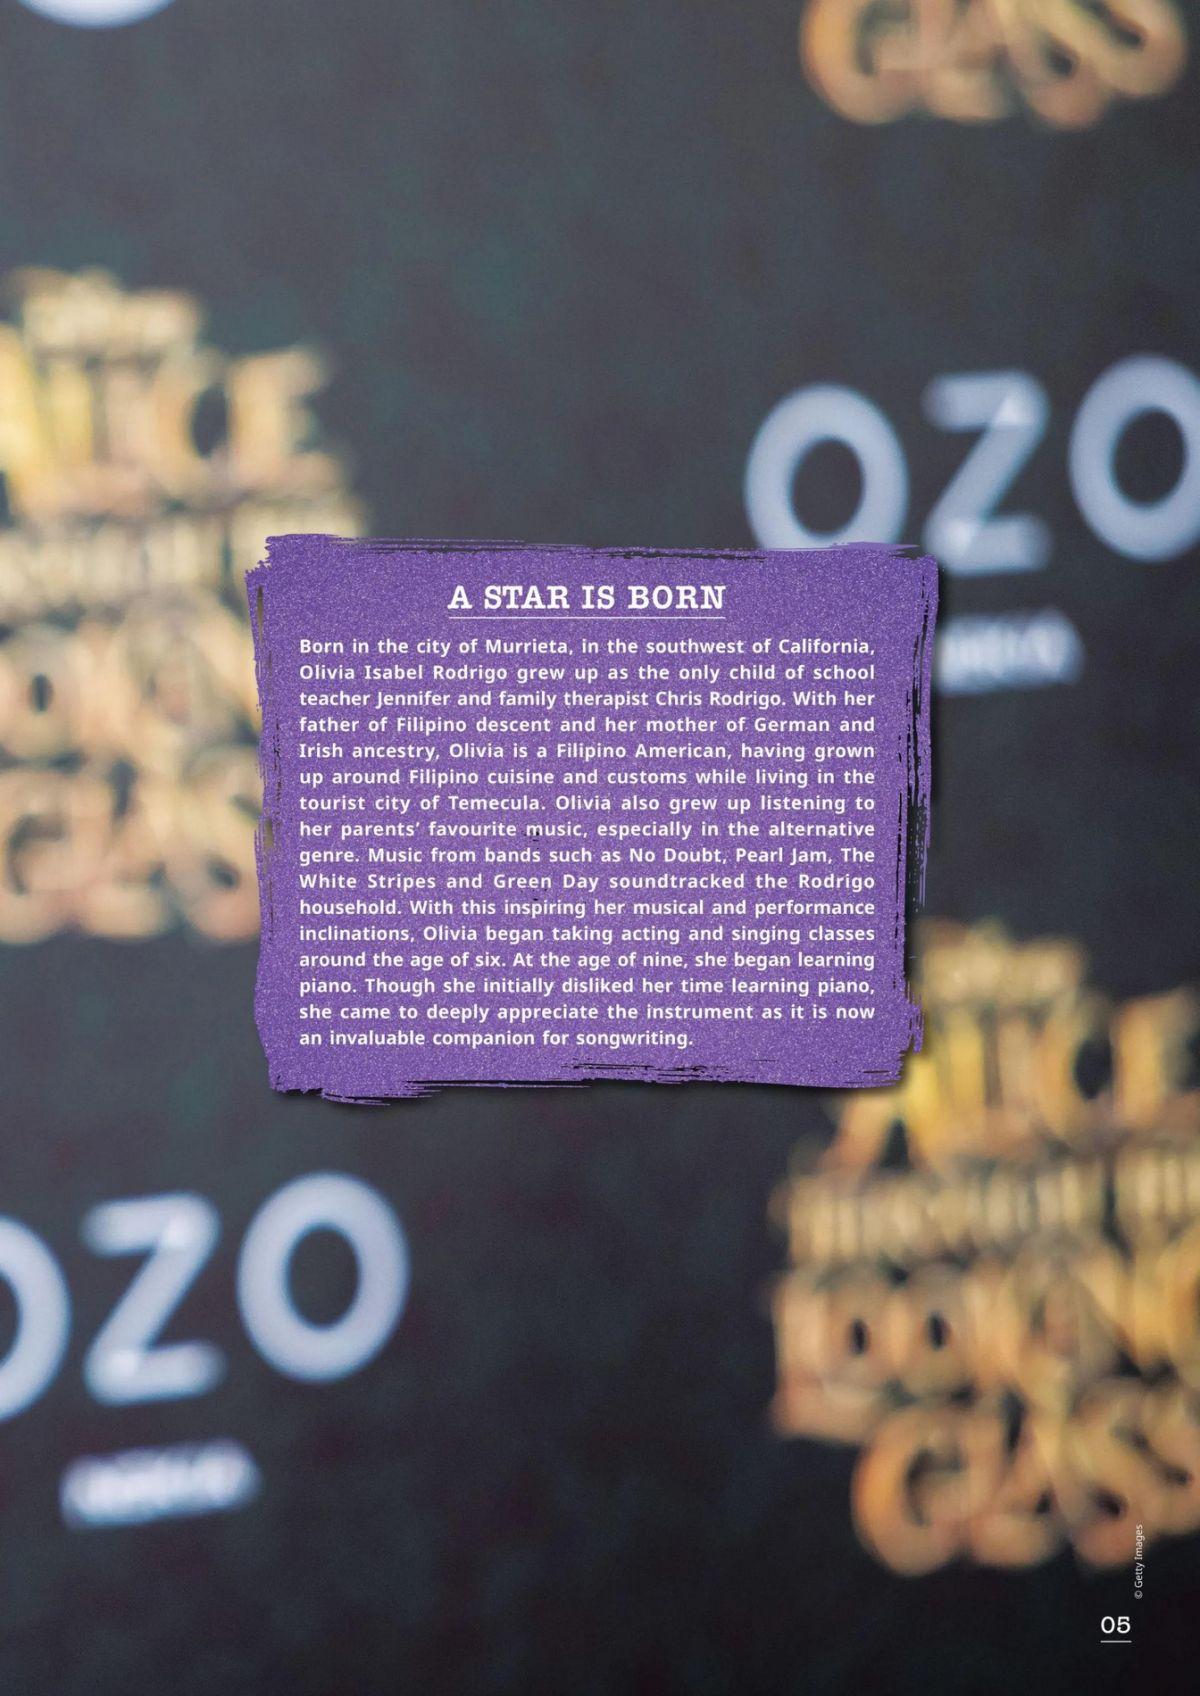 OZO
A STAR IS BORN
Born in the city of Murrieta, in the southwest of California,
Olivia Isabel Rodrigo grew up as the only child of school
teacher Jennifer and family therapist Chris Rodrigo. With her
father of Filipino descent and her mother of German and
Irish ancestry, Olivia is a Filipino American, having grown
up around Filipino cuisine and customs while living in the
tourist city of Temecula. Olivia also grew up listening to
her parents’ favourite music, especially in the alternative
genre. Music from bands such as No Doubt, Pearl Jam, The
White Stripes and Green Day soundtracked the Rodrigo
household. With this inspiring her musical and performance
inclinations, Olivia began taking acting and singing classes
around the age of six. At the age of nine, she began learning
piano. Though she initially disliked her time learning piano,
she came to deeply appreciate the instrument as it is now
an invaluable companion for songwriting.
OZO
© Getty Images
05